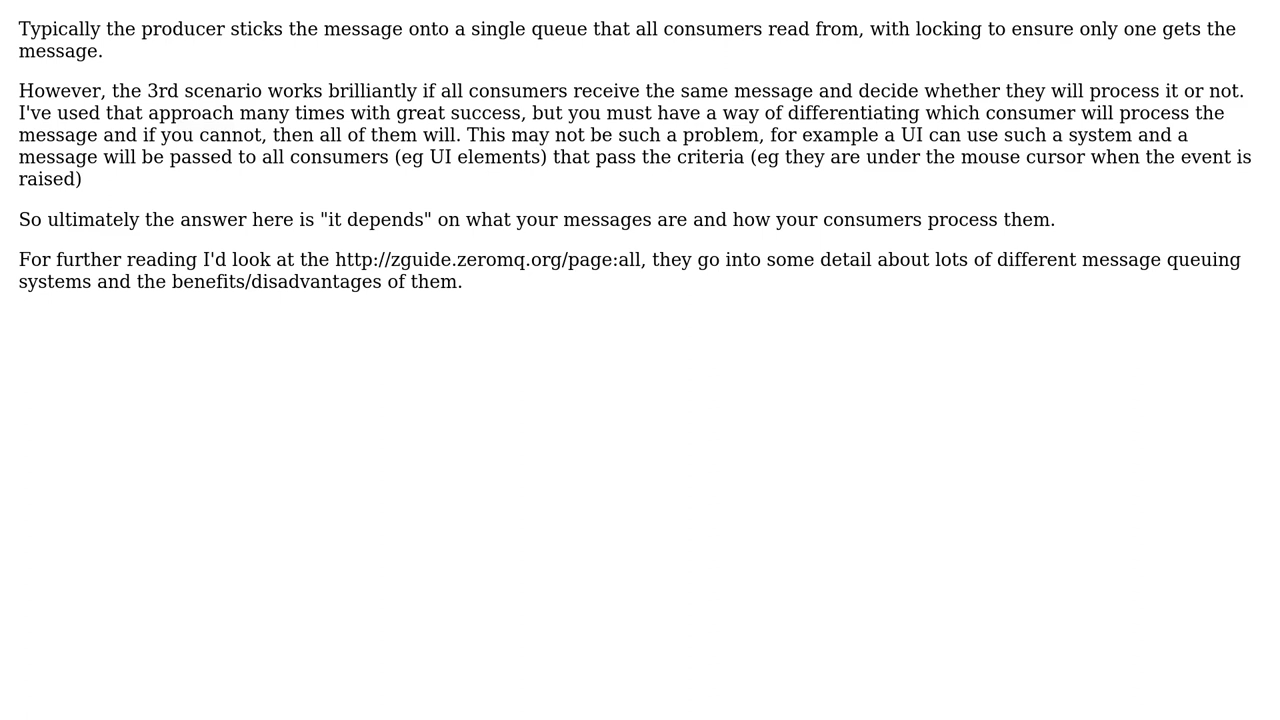 Typically the producer sticks the message onto a single queue that all consumers read from, with locking to ensure only one gets the
message.
However, the 3rd scenario works brilliantly if all consumers receive the same message and decide whether they will process it or not.
I've used that approach many times with great success, but you must have a way of differentiating which consumer will process the
message and if you cannot, then all of them will. This may not be such a problem, for example a UI can use such a system and a
message will be passed to all consumers (eg UI elements) that pass the criteria (eg they are under the mouse cursor when the event is
raised)
So ultimately the answer here is "it depends" on what your messages are and how your consumers process them.
For further reading I'd look at the http://zguide.zeromq.org/page:all, they go into some detail about lots of different message queuing
systems and the benefits/disadvantages of them.